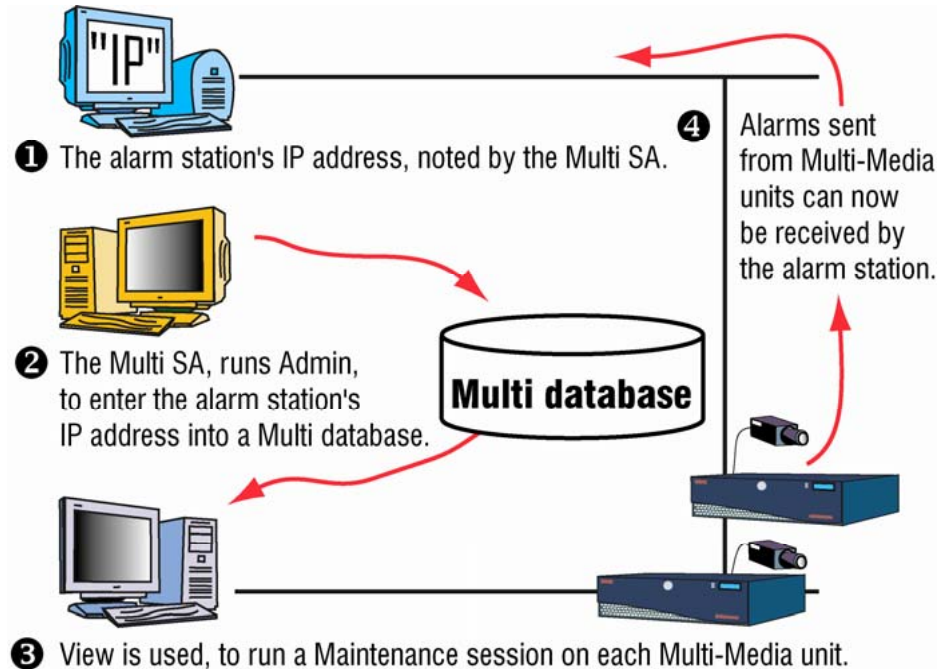 "IP"
❶ The alarm station's IP address, noted by the Multi SA.
❷ The Multi SA, runs Admin,
to enter the alarm station's
IP address into a Multi database.
Multi database
❸ View is used, to run a Maintenance session on each Multi-Media unit.
❹ Alarms sent
from Multi-Media
units can now
be received by
the alarm station.